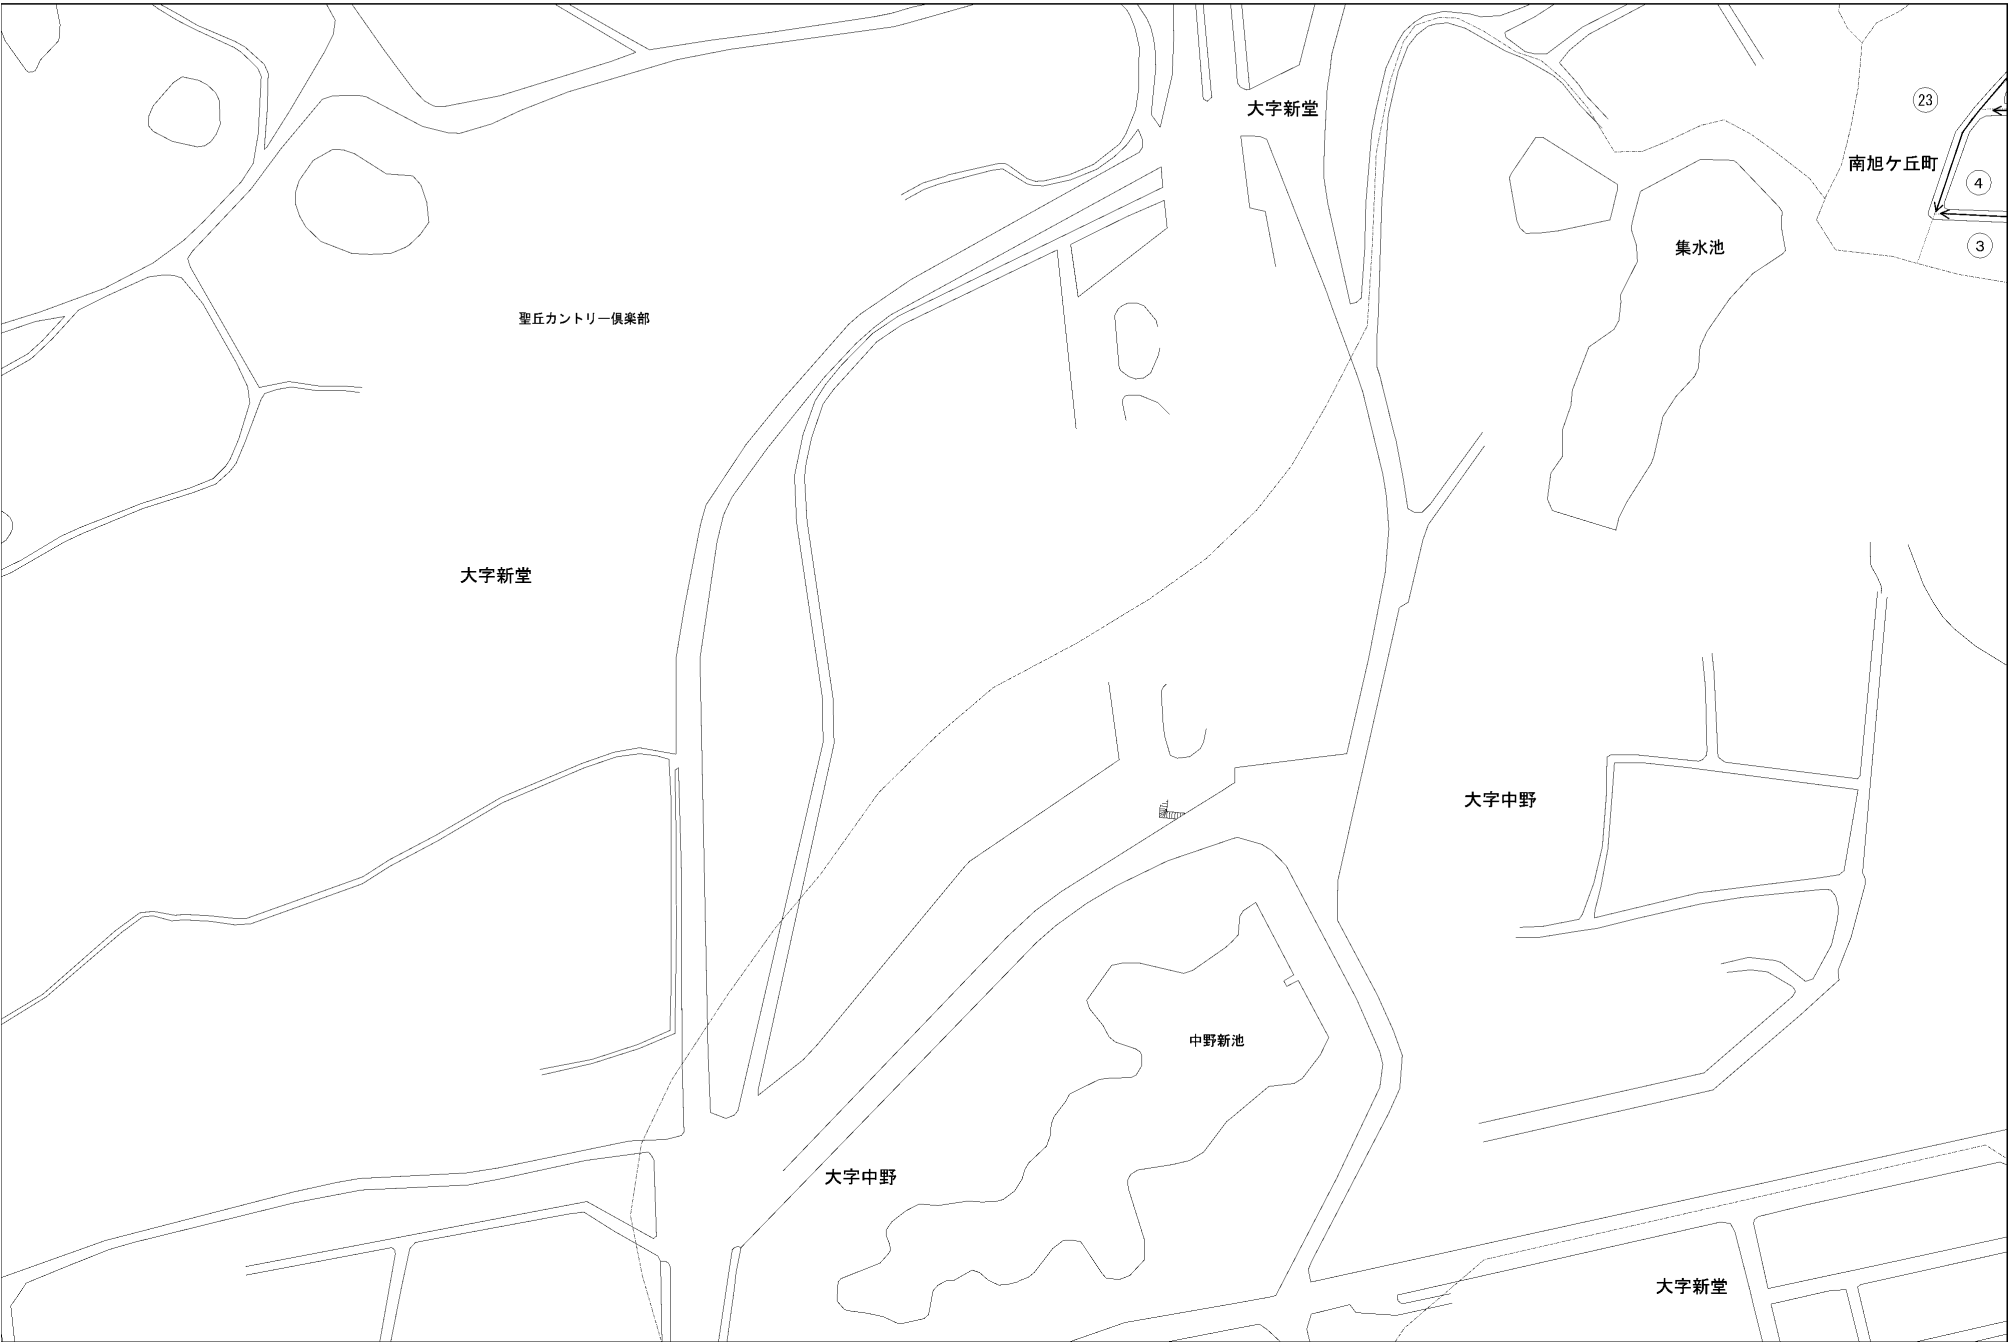 大字新堂
㉓
南旭ケ丘町
④
集水池
③
聖丘カントリー倶楽部
大字新堂
大字中野
中野新池
大字中野
大字新堂